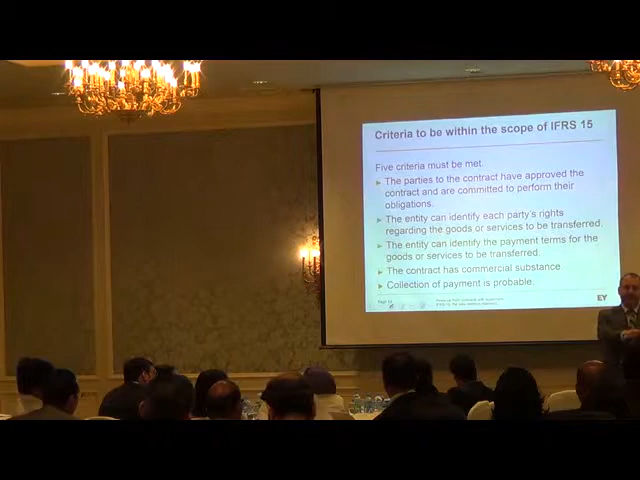 Criteria to be within the scope of IFRS 15
Five criteria must be met.
The parties to the contract have approved the
contract and are committed to perform their
obligations.
The entity can identify each party's rights
regarding the goods or services to be transferred.
The entity can identify the payment terms for the
goods or services to be transferred.
The contract has commercial substance
Collection of payment is probable.
Page
EY